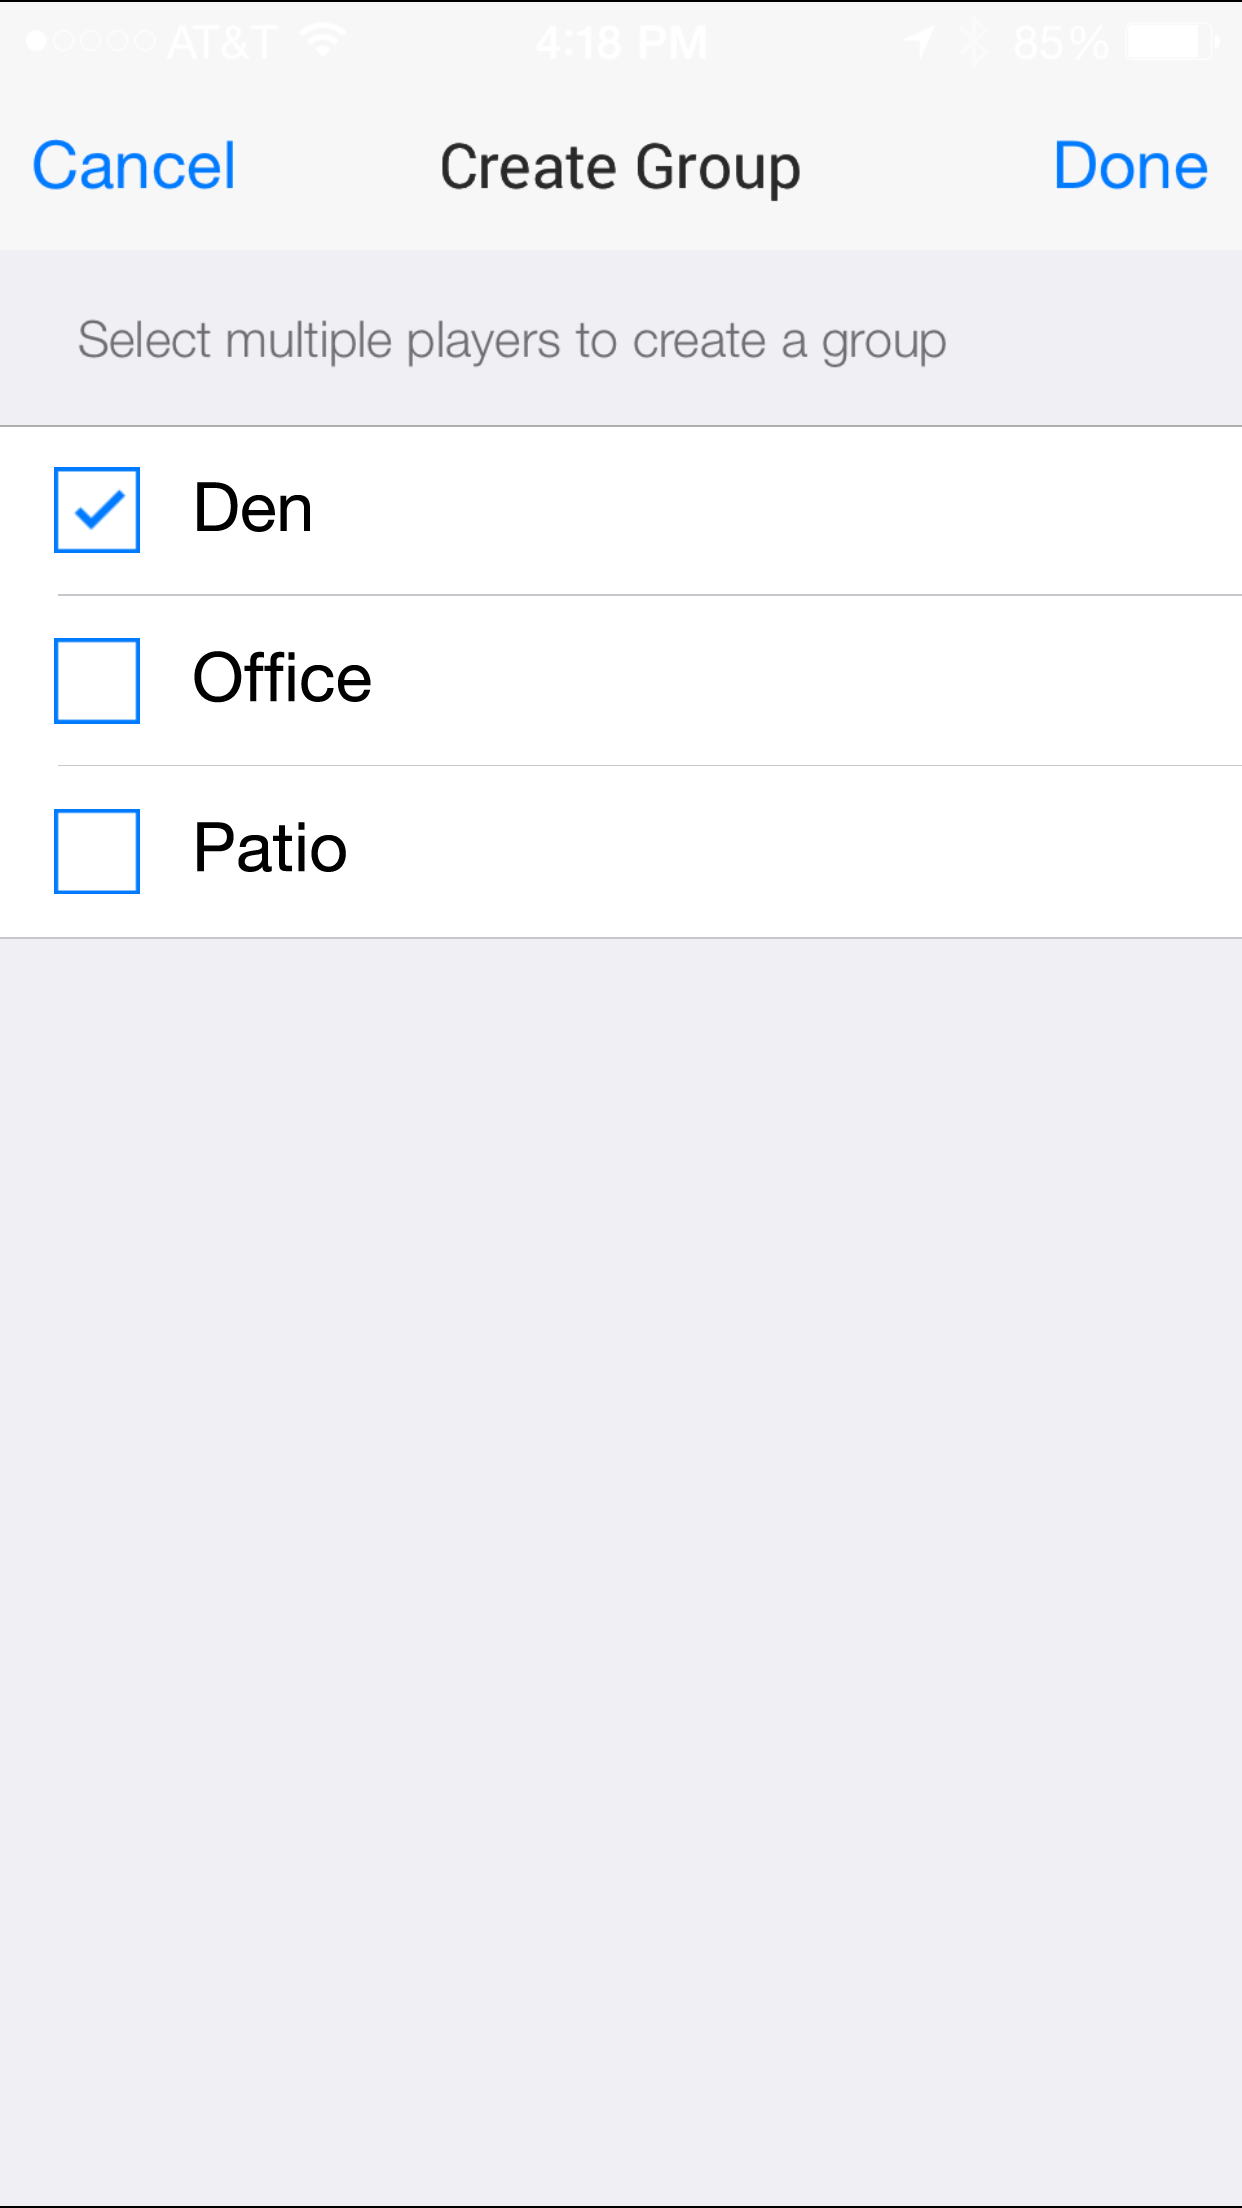 AT&T 4:18 PM 85%
Cancel Create Group Done
Select multiple players to create a group
Den
Office
Patio